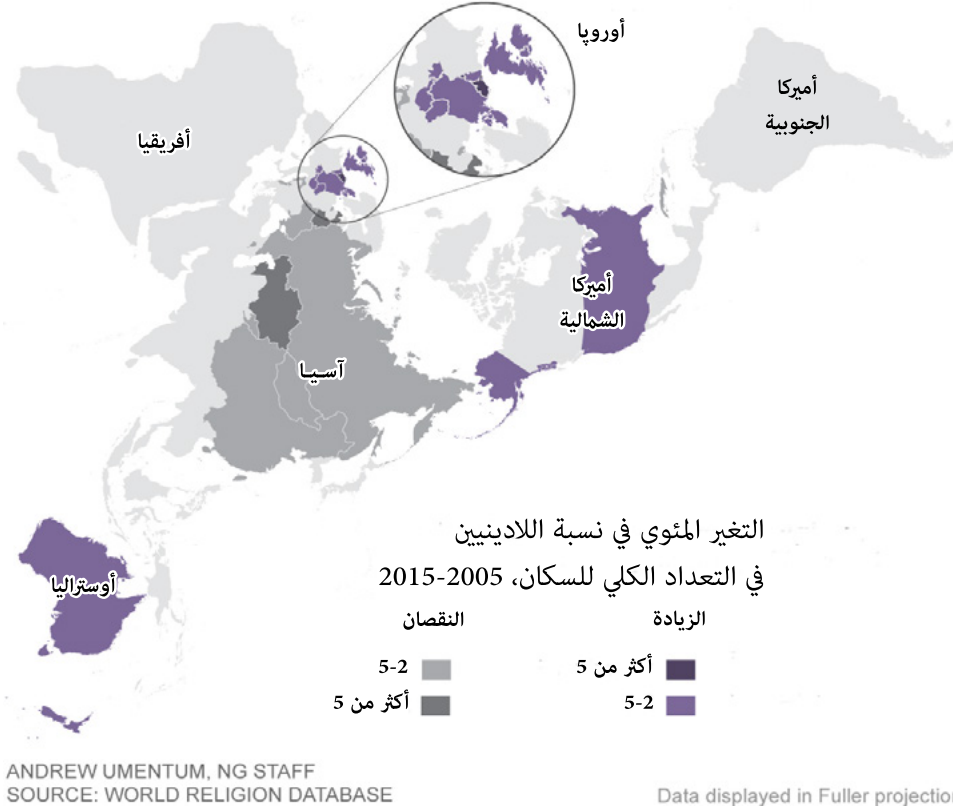 أوروپا
أميركا
الجنوبية
أفريقيا
أميركا
الشمالية
آسيا
أوستراليا
التغير المئوي في نسبة اللادينيين
في التعداد الكلي للسكان، 2005-2015
الزيادة
النقصان
أكثر من 5
5-2
5-2
أكثر من 5
ANDREW UMENTUM, NG STAFF
SOURCE: WORLD RELIGION DATABASE
Data displayed in Fuller projection